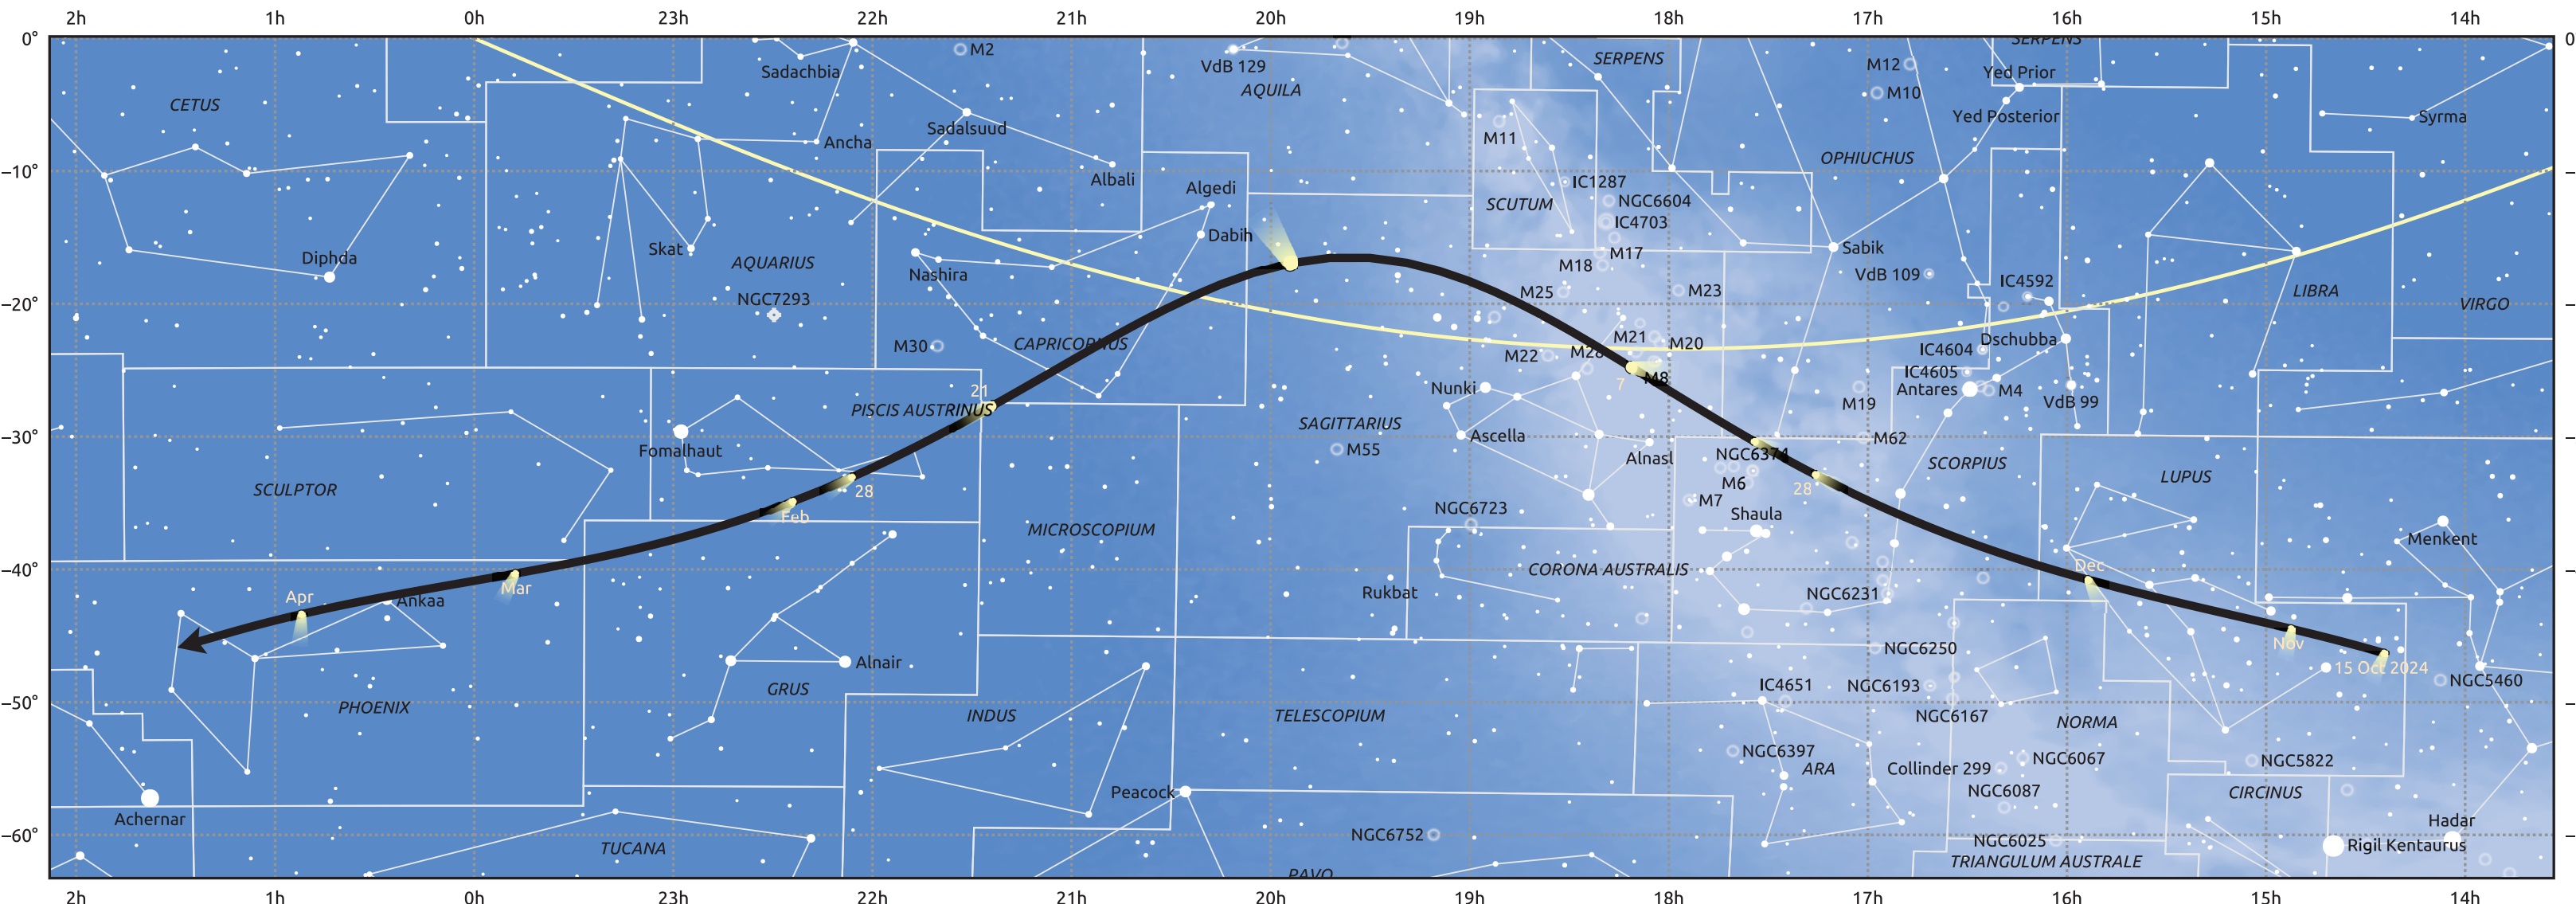 2h 1h 0h 23h 22h 21h 20h 19h 18h 17h 16h 15h 14h
0° 0
SERPENS
M2
Sadachbia
VdB 129
SERPENS
M12
Yed Prior
AQUILA
M10
CETUS
Yed Posterior
Syrma
Sadalsuud
M11
Ancha
OPHIUCHUS
−10° −
Albali
Algedi
IC1287
NGC6604
SCUTUM
IC4703
Dabih
Skat
Sabik
M17
Diphda
AQUARIUS
M18
Nashira
VdB 109
IC4592
M25
M23
LIBRA
NGC7293
VIRGO
−20° −
M21
Dschubba
M30
CAPRICORNUS
M20
M22
M28
IC4604
IC4605
7
M8
Nunki
Antares
M4
21
M19
VdB 99
PISCIS AUSTRINUS
SAGITTARIUS
−30° −
Ascella
M62
Fomalhaut
M55
NGC6374
Alnasl
SCORPIUS
LUPUS
M6
28
SCULPTOR
28
M7
NGC6723
Shaula
Feb
MICROSCOPIUM
Menkent
−40° −
CORONA AUSTRALIS
Dec
Mar
Rukbat
NGC6231
Apr
Ankaa
Nov
NGC6250
Alnair
15 Oct 2024
NGC5460
GRUS
IC4651
NGC6193
−50° −
PHOENIX
INDUS
TELESCOPIUM
NGC6167
NORMA
NGC6397
NGC6067
NGC5822
ARA
Collinder 299
Peacock
NGC6087
CIRCINUS
Achernar
Hadar
−60° −
NGC6752
NGC6025
Rigil Kentaurus
TUCANA
TRIANGULUM AUSTRALE
PAVO
2h 1h 0h 23h 22h 21h 20h 19h 18h 17h 16h 15h 14h